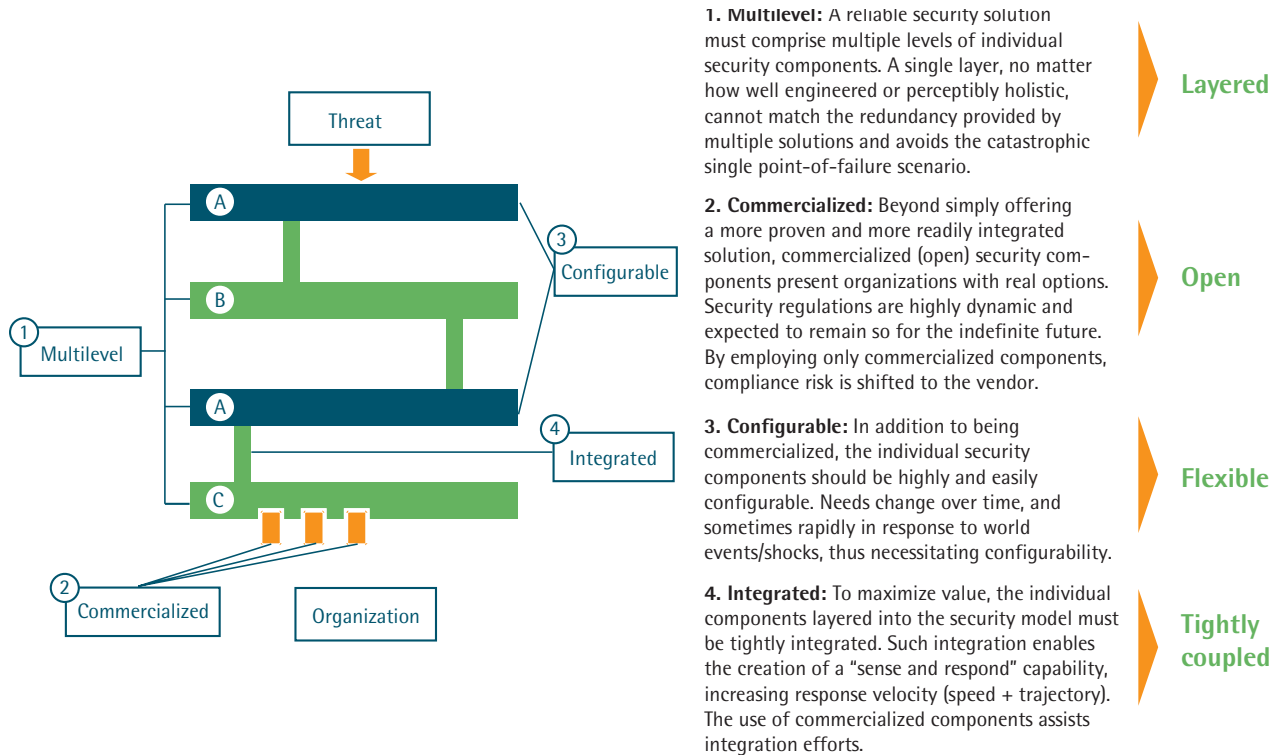 Threat
A
3
Configurable
B
1
Multilevel
A
4
Integrated
C
2
Commercialized
Organization
1. Multilevel: A reliable security solution
must comprise multiple levels of individual
security components. A single layer, no matter
how well engineered or perceptibly holistic,
cannot match the redundancy provided by
multiple solutions and avoids the catastrophic
single point-of-failure scenario.
Layered
2. Commercialized: Beyond simply offering
a more proven and more readily integrated
solution, commercialized (open) security com-
ponents present organizations with real options.
Security regulations are highly dynamic and
expected to remain so for the indefinite future.
By employing only commercialized components,
compliance risk is shifted to the vendor.
Open
3. Configurable: In addition to being
commercialized, the individual security
components should be highly and easily
configurable. Needs change over time, and
sometimes rapidly in response to world
events/shocks, thus necessitating configurability.
Flexible
4. Integrated: To maximize value, the individual
components layered into the security model must
be tightly integrated. Such integration enables
the creation of a “sense and respond” capability,
increasing response velocity (speed + trajectory).
The use of commercialized components assists
integration efforts.
Tightly
coupled